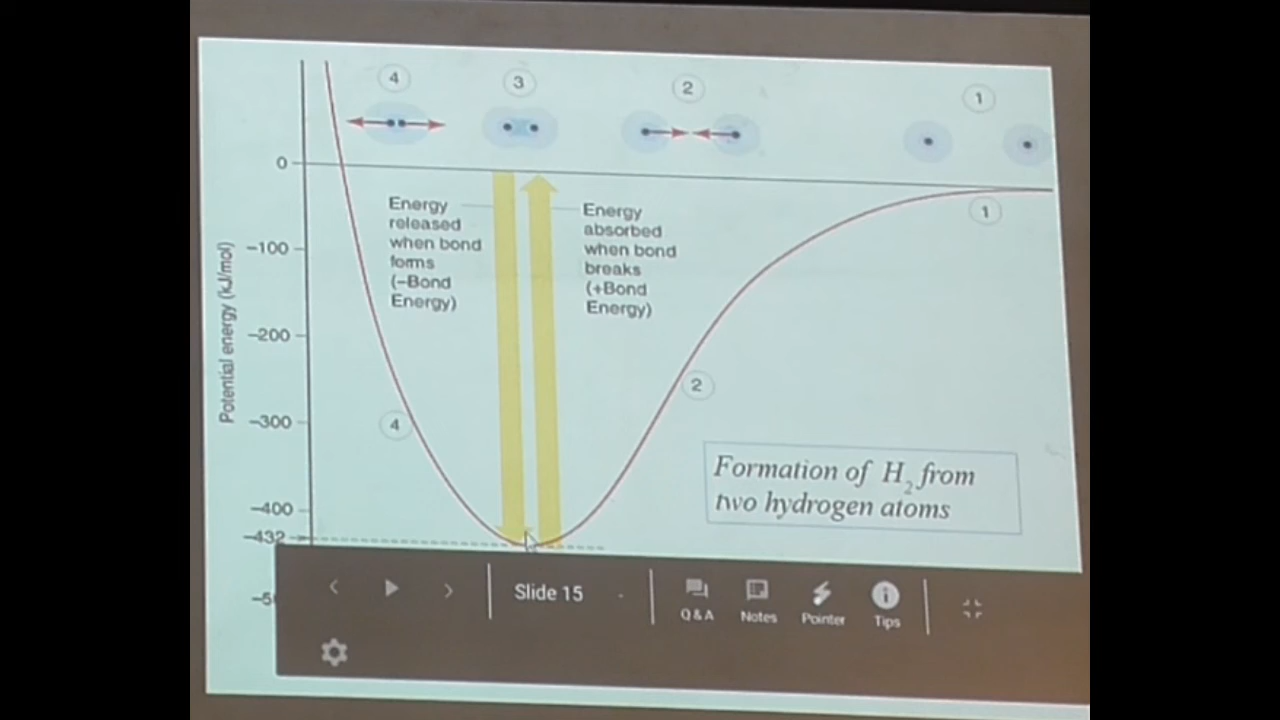 4
3
2
1
0
Energy
released
when bond
forms
(−Bond
Energy)
Energy
absorbed
when bond
breaks
(+Bond
Energy)
1
Potential energy (kJ/mol)
−100
−200
−300
−400
−432
2
4
Formation of H₂ from
two hydrogen atoms
Slide 15
Q&A
Notes
Pointer
Tips